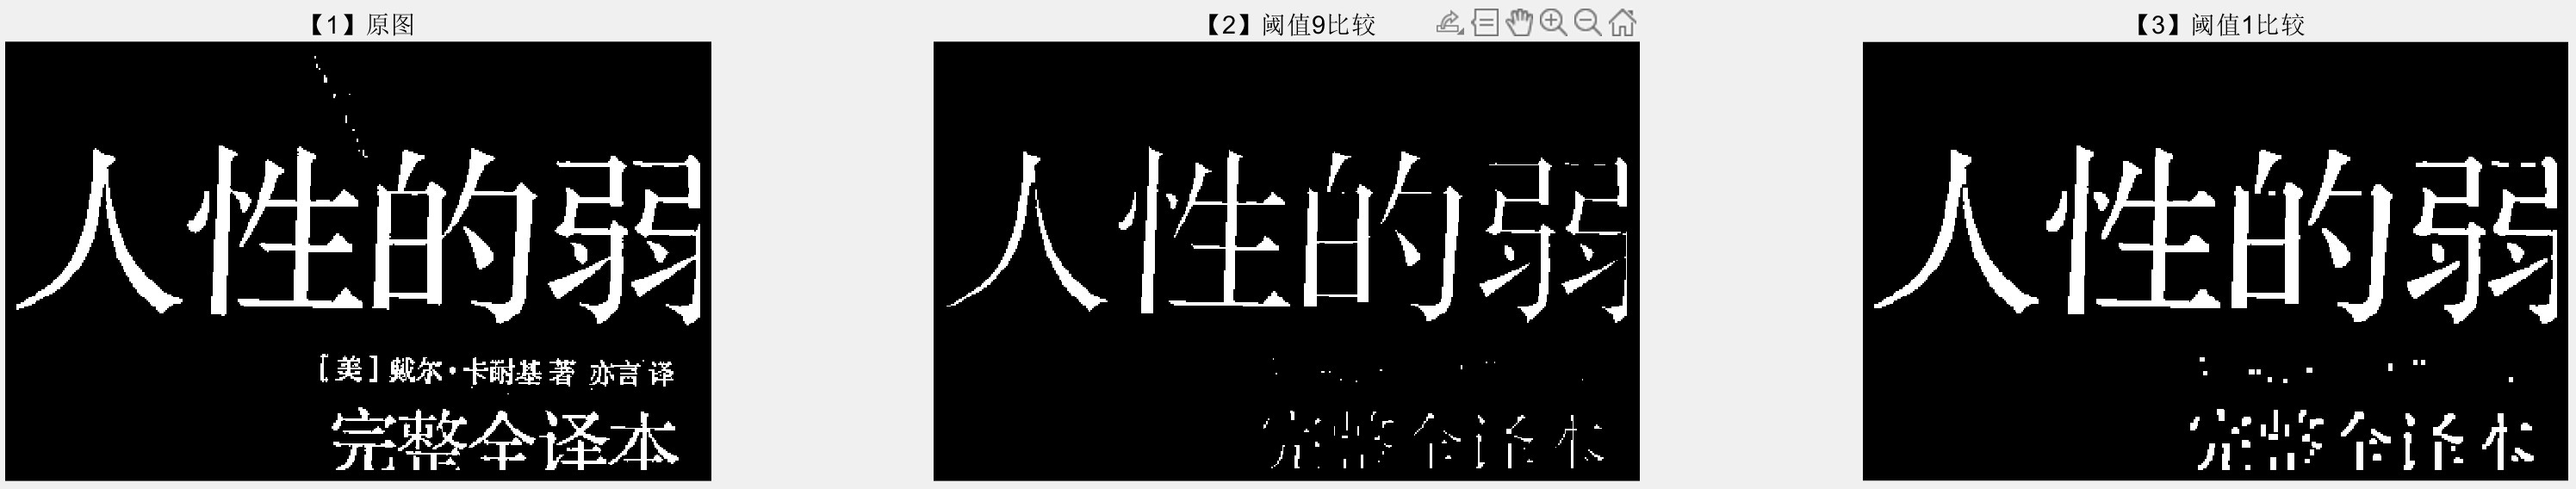 【1】原图
人性的弱
[美]戴尔·卡耐基 著 亦言 译
完整全译本
【2】阈值9比较
人性的弱
完整全译本
【3】阈值1比较
人性的弱
完整全译本